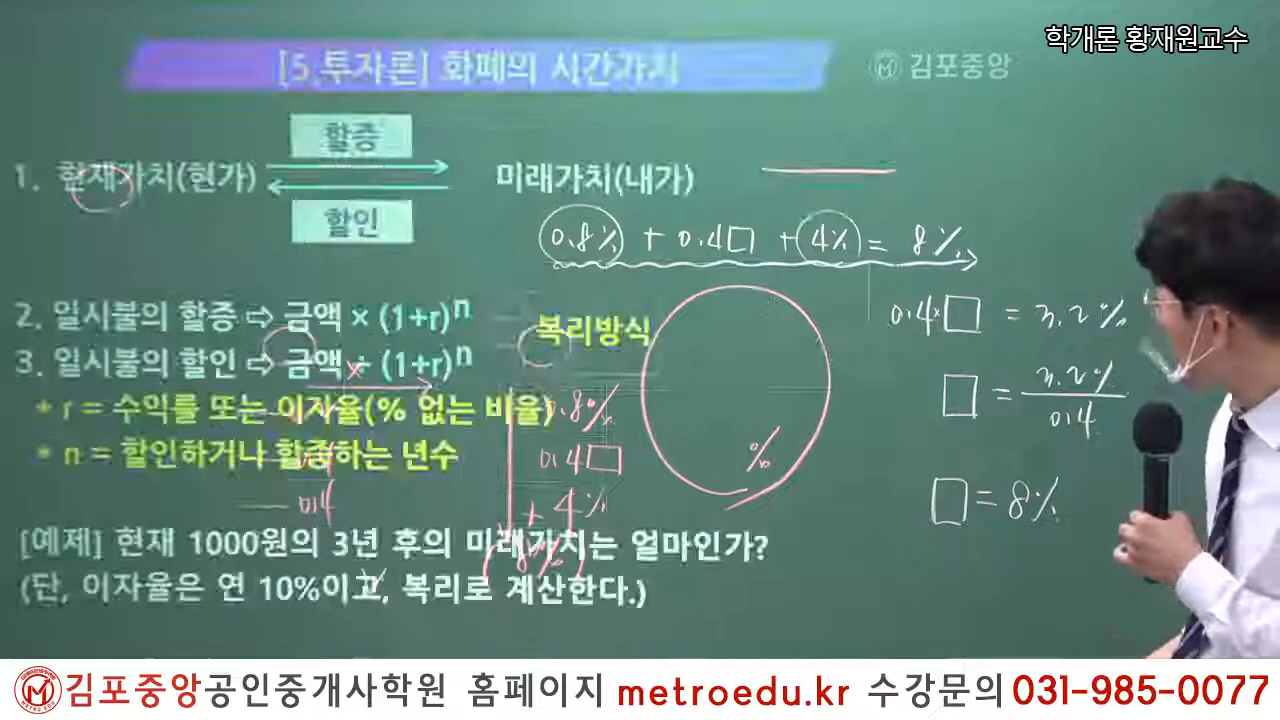 학개론 황재원교수
[5.투자론] 화폐의 시간가치
김포중앙
할증
1. 현재가치(현가)
미래가치(내가)
할인
0.8% + 0.4□ + 4% = 8%
2. 일시불의 할증 ⇨ 금액 × (1+r)ⁿ
복리방식
0.4×□ = 3.2%
3. 일시불의 할인 ⇨ 금액 ÷ (1+r)ⁿ
×
□ = 3.2% / 0.4
* r = 수익률 또는 이자율(% 없는 비율)
0.8%
* n = 할인하거나 할증하는 년수
0.4□
%
0.4
+ 4%
□ = 8%
[예제] 현재 1000원의 3년 후의 미래가치는 얼마인가?
(8%)
(단, 이자율은 연 10%이고, 복리로 계산한다.)
김포중앙공인중개사학원 홈페이지 metroedu.kr 수강문의 031-985-0077